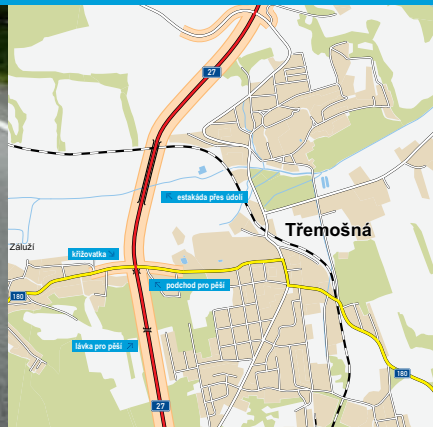 27
estakáda přes údolí
Třemošná
Záluží
křižovatka
podchod pro pěší
180
lávka pro pěší
180
27